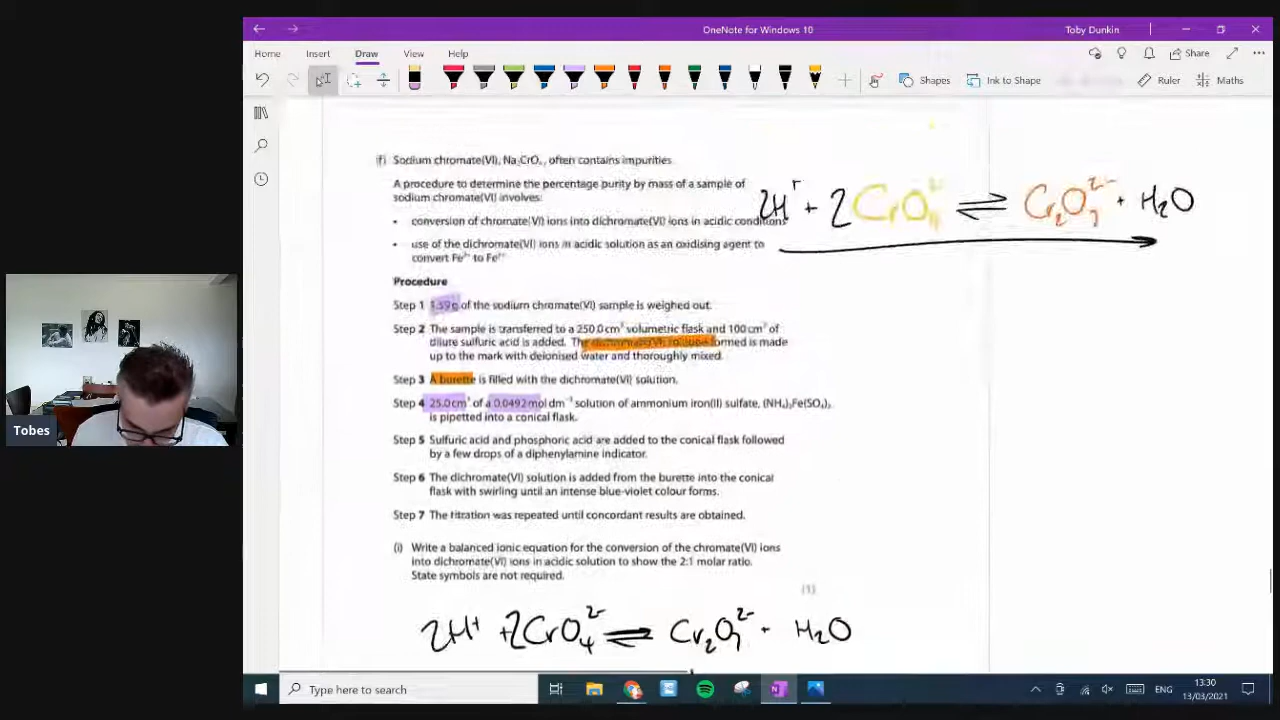 OneNote for Windows 10
Toby Dunkin
Home Insert Draw View Help
Share
Shapes
Ink to Shape
Ruler
Maths
(f) Sodium chromate(VI), Na₂CrO₄, often contains impurities.
A procedure to determine the percentage purity by mass of a sample of
sodium chromate(VI) involves:
• conversion of chromate(VI) ions into dichromate(VI) ions in acidic conditions
• use of the dichromate(VI) ions in acidic solution as an oxidising agent to
convert Fe²⁺ to Fe³⁺
2H⁺ + 2CrO₄²⁻ ⇌ Cr₂O₇²⁻ + H₂O
Procedure
Step 1 1.59g of the sodium chromate(VI) sample is weighed out.
Step 2 The sample is transferred to a 250.0 cm³ volumetric flask and 100 cm³ of
dilute sulfuric acid is added. The dichromate(VI) solution formed is made
up to the mark with deionised water and thoroughly mixed.
Step 3 A burette is filled with the dichromate(VI) solution.
Step 4 25.0 cm³ of a 0.0492 mol dm⁻³ solution of ammonium iron(II) sulfate, (NH₄)₂Fe(SO₄)₂
is pipetted into a conical flask.
Step 5 Sulfuric acid and phosphoric acid are added to the conical flask followed
by a few drops of a diphenylamine indicator.
Step 6 The dichromate(VI) solution is added from the burette into the conical
flask with swirling until an intense blue-violet colour forms.
Step 7 The titration was repeated until concordant results are obtained.
(i) Write a balanced ionic equation for the conversion of the chromate(VI) ions
into dichromate(VI) ions in acidic solution to show the 2:1 molar ratio.
State symbols are not required.
(1)
2H⁺ + 2CrO₄²⁻ ⇌ Cr₂O₇²⁻ + H₂O
Tobes
Type here to search
ENG
13:30
13/03/2021